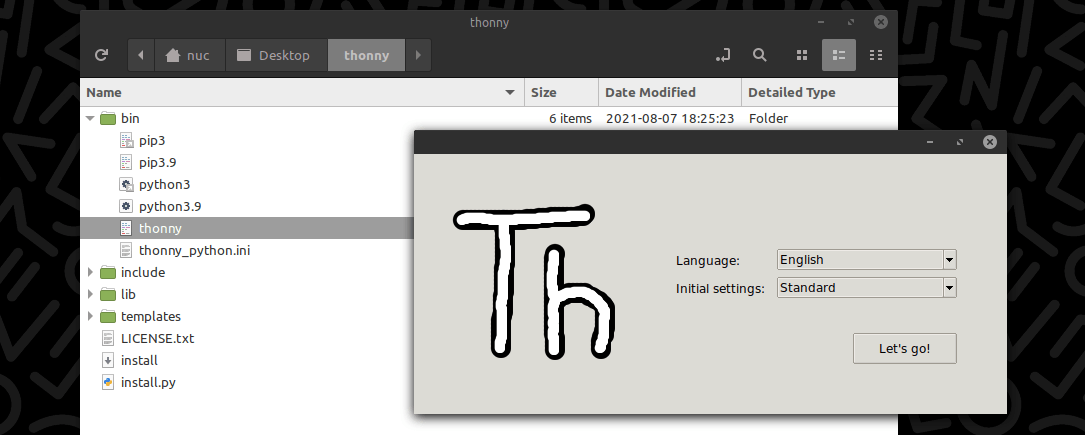 thonny
nuc Desktop thonny
Name Size Date Modified Detailed Type
bin 6 items 2021-08-07 18:25:23 Folder
pip3
pip3.9
python3
python3.9
thonny
thonny_python.ini
include
lib
templates
LICENSE.txt
install
install.py
Th
Language: English
Initial settings: Standard
Let's go!